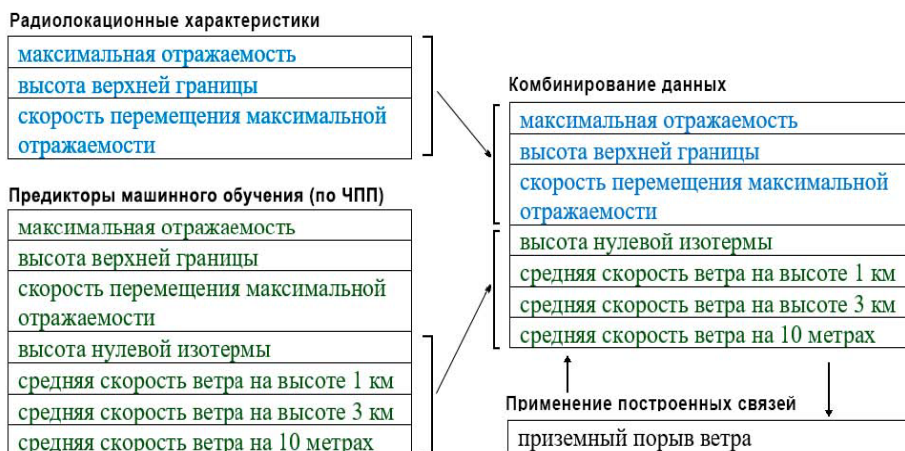 Радиолокационные характеристики
максимальная отражаемость
высота верхней границы
скорость перемещения максимальной
отражаемости
Предикторы машинного обучения (по ЧПП)
максимальная отражаемость
высота верхней границы
скорость перемещения максимальной
отражаемости
высота нулевой изотермы
средняя скорость ветра на высоте 1 км
средняя скорость ветра на высоте 3 км
средняя скорость ветра на 10 метрах
Комбинирование данных
максимальная отражаемость
высота верхней границы
скорость перемещения максимальной
отражаемости
высота нулевой изотермы
средняя скорость ветра на высоте 1 км
средняя скорость ветра на высоте 3 км
средняя скорость ветра на 10 метрах
Применение построенных связей
приземный порыв ветра